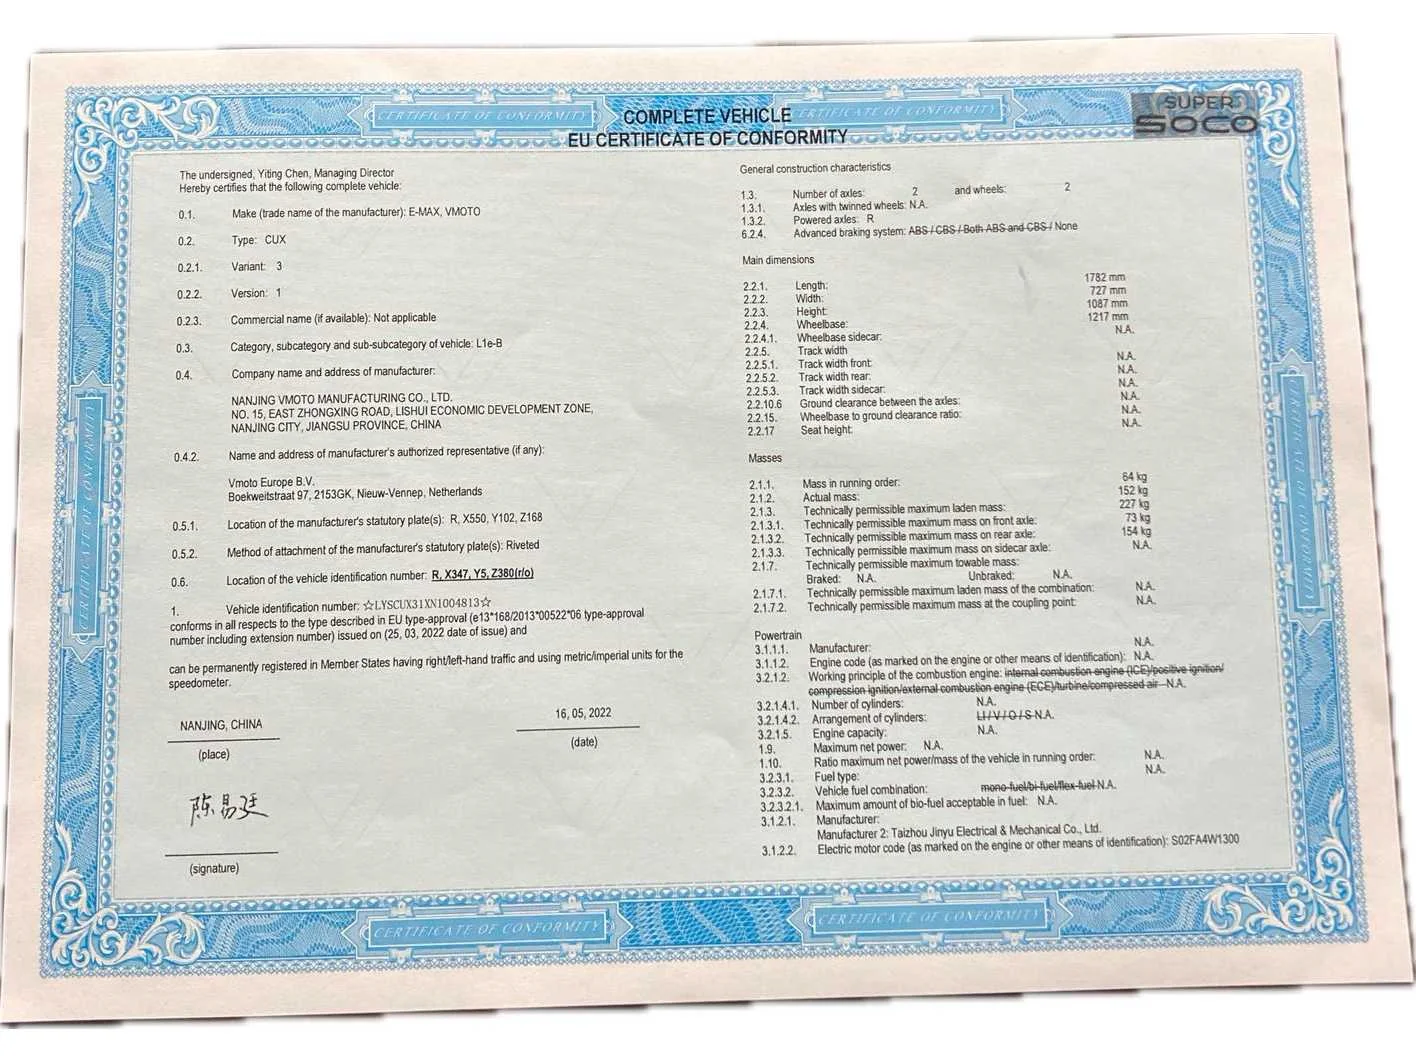 COMPLETE VEHICLE
EU CERTIFICATE OF CONFORMITY
CERTIFICATE OF CONFORMITY
CERTIFICATE OF CONFORMITY
SUPER
SOCO
The undersigned, Yiting Chen, Managing Director
Hereby certifies that the following complete vehicle:
0.1. Make (trade name of the manufacturer): E-MAX, VMOTO
0.2. Type: CUX
0.2.1. Variant: 3
0.2.2. Version: 1
0.2.3. Commercial name (if available): Not applicable
0.3. Category, subcategory and sub-subcategory of vehicle: L1e-B
0.4. Company name and address of manufacturer:
NANJING VMOTO MANUFACTURING CO., LTD.
NO. 15, EAST ZHONGXING ROAD, LISHUI ECONOMIC DEVELOPMENT ZONE,
NANJING CITY, JIANGSU PROVINCE, CHINA
0.4.2. Name and address of manufacturer's authorized representative (if any):
Vmoto Europe B.V.
Boekweitstraat 97, 2153GK, Nieuw-Vennep, Netherlands
0.5.1. Location of the manufacturer's statutory plate(s): R, X550, Y102, Z168
0.5.2. Method of attachment of the manufacturer's statutory plate(s): Riveted
0.6. Location of the vehicle identification number: R, X347, Y5, Z380(r/o)
1. Vehicle identification number: ☆LYSCUX31XN1004813☆
conforms in all respects to the type described in EU type-approval (e13*168/2013*00522*06 type-approval
number including extension number) issued on (25, 03, 2022 date of issue) and
can be permanently registered in Member States having right/left-hand traffic and using metric/imperial units for the
speedometer.
NANJING, CHINA
(place)
16, 05, 2022
(date)
陈易廷
(signature)
General construction characteristics
1.3. Number of axles: 2 and wheels: 2
1.3.1. Axles with twinned wheels: N.A.
1.3.2. Powered axles: R
6.2.4. Advanced braking system: ABS / CBS / Both ABS and CBS / None
Main dimensions
2.2.1. Length: 1782 mm
2.2.2. Width: 727 mm
2.2.3. Height: 1087 mm
2.2.4. Wheelbase: 1217 mm
2.2.4.1. Wheelbase sidecar: N.A.
2.2.5. Track width
2.2.5.1. Track width front: N.A.
2.2.5.2. Track width rear: N.A.
2.2.5.3. Track width sidecar: N.A.
2.2.10.6 Ground clearance between the axles: N.A.
2.2.15. Wheelbase to ground clearance ratio: N.A.
2.2.17 Seat height: N.A.
Masses
2.1.1. Mass in running order: 64 kg
2.1.2. Actual mass: 152 kg
2.1.3. Technically permissible maximum laden mass: 227 kg
2.1.3.1. Technically permissible maximum mass on front axle: 73 kg
2.1.3.2. Technically permissible maximum mass on rear axle: 154 kg
2.1.3.3. Technically permissible maximum mass on sidecar axle: N.A.
2.1.7. Technically permissible maximum towable mass:
Braked: N.A. Unbraked: N.A.
2.1.7.1. Technically permissible maximum laden mass of the combination: N.A.
2.1.7.2. Technically permissible maximum mass at the coupling point: N.A.
Powertrain
3.1.1.1. Manufacturer: N.A.
3.1.1.2. Engine code (as marked on the engine or other means of identification): N.A.
3.2.1.2. Working principle of the combustion engine: internal combustion engine (ICE)/positive ignition/
compression ignition/external combustion engine (ECE)/turbine/compressed air N.A.
3.2.1.4.1. Number of cylinders: N.A.
3.2.1.4.2. Arrangement of cylinders: LI / V / O / S N.A.
3.2.1.5. Engine capacity: N.A.
1.9. Maximum net power: N.A.
1.10. Ratio maximum net power/mass of the vehicle in running order: N.A.
3.2.3.1. Fuel type: N.A.
3.2.3.2. Vehicle fuel combination: mono-fuel/bi-fuel/flex-fuel N.A.
3.2.3.2.1. Maximum amount of bio-fuel acceptable in fuel: N.A.
3.1.2.1. Manufacturer:
Manufacturer 2: Taizhou Jinyu Electrical & Mechanical Co., Ltd.
3.1.2.2. Electric motor code (as marked on the engine or other means of identification): S02FA4W1300
CERTIFICATE OF CONFORMITY
CERTIFICATE OF CONFORMITY
CERTIFICATE OF CONFORMITY
CERTIFICATE OF CONFORMITY